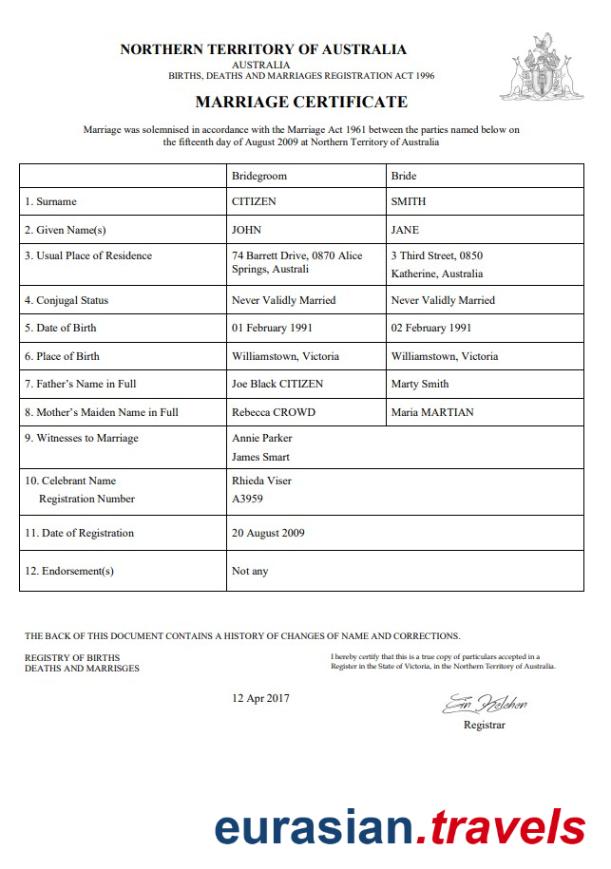 NORTHERN TERRITORY OF AUSTRALIA
AUSTRALIA
BIRTHS, DEATHS AND MARRIAGES REGISTRATION ACT 1996
MARRIAGE CERTIFICATE
Marriage was solemnised in accordance with the Marriage Act 1961 between the parties named below on
the fifteenth day of August 2009 at Northern Territory of Australia
Bridegroom Bride
1. Surname CITIZEN SMITH
2. Given Name(s) JOHN JANE
3. Usual Place of Residence 74 Barrett Drive, 0870 Alice 3 Third Street, 0850
Springs, Australi Katherine, Australia
4. Conjugal Status Never Validly Married Never Validly Married
5. Date of Birth 01 February 1991 02 February 1991
6. Place of Birth Williamstown, Victoria Williamstown, Victoria
7. Father's Name in Full Joe Black CITIZEN Marty Smith
8. Mother's Maiden Name in Full Rebecca CROWD Maria MARTIAN
9. Witnesses to Marriage Annie Parker
James Smart
10. Celebrant Name Rhieda Viser
Registration Number A3959
11. Date of Registration 20 August 2009
12. Endorsement(s) Not any
THE BACK OF THIS DOCUMENT CONTAINS A HISTORY OF CHANGES OF NAME AND CORRECTIONS.
REGISTRY OF BIRTHS
DEATHS AND MARRISGES
I hereby certify that this is a true copy of particulars accepted in a
Register in the State of Victoria, in the Northern Territory of Australia.
12 Apr 2017
Registrar
eurasian.travels